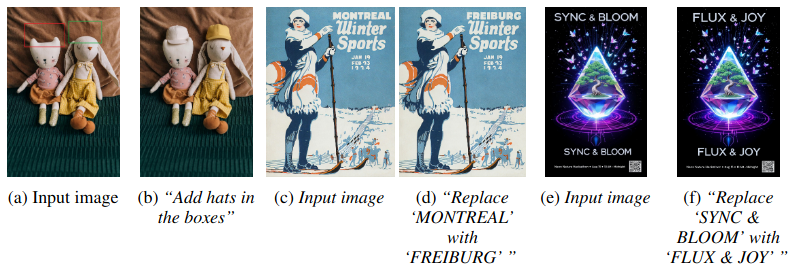 MONTREAL
Winter
Sports
JAN 19
FEB 23
1934
FREIBURG
Winter
Sports
JAN 19
FEB 23
1934
SYNC & BLOOM
SYNC & BLOOM
FLUX & JOY
FLUX & JOY
(a) Input image
(b) “Add hats in
the boxes”
(c) Input image
(d) “Replace
‘MONTREAL’
with
‘FREIBURG’ ”
(e) Input image
(f) “Replace
‘SYNC &
BLOOM’ with
‘FLUX & JOY’ ”